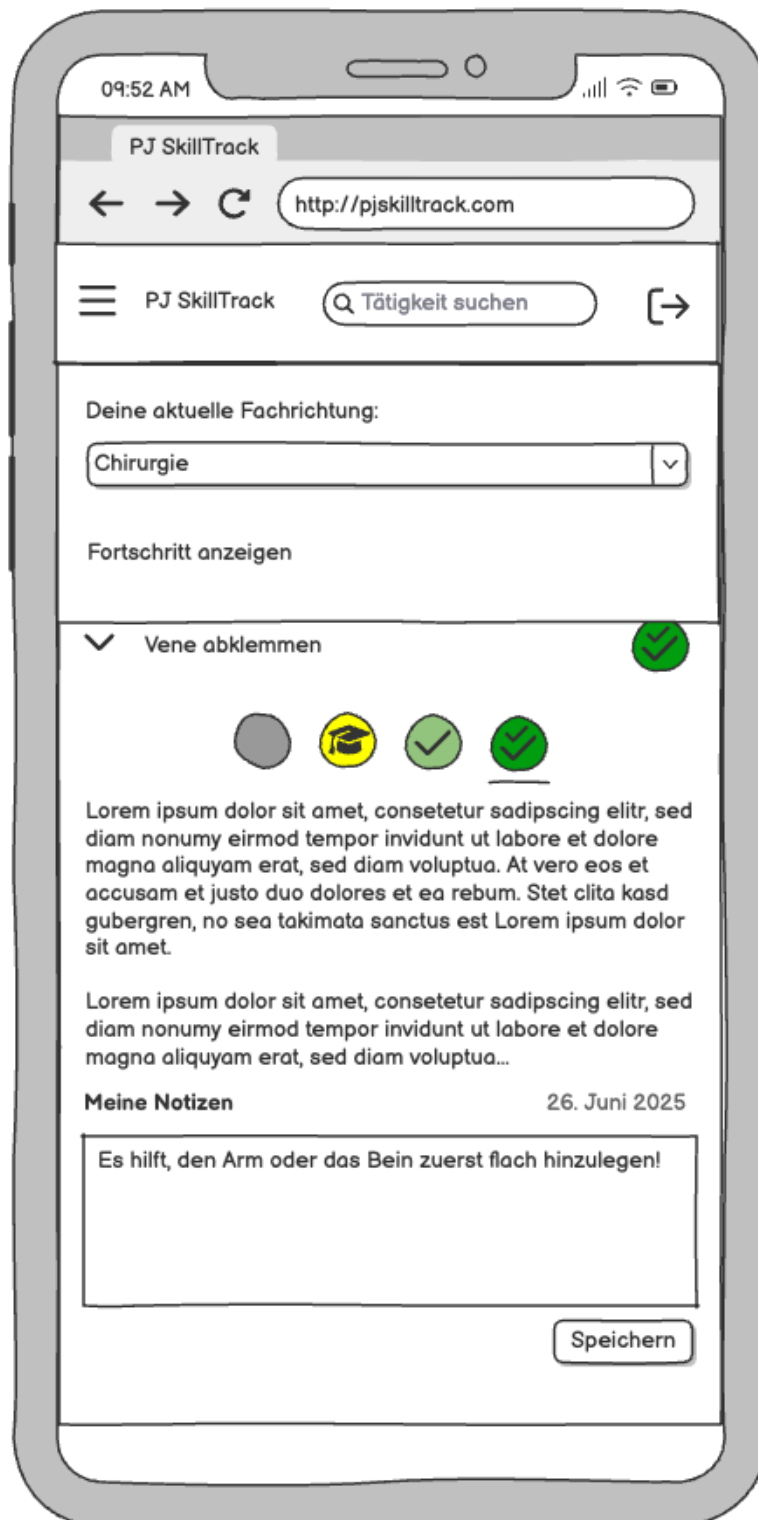 09:52 AM
PJ SkillTrack
http://pjskilltrack.com
PJ SkillTrack
Tätigkeit suchen
Deine aktuelle Fachrichtung:
Chirurgie
Fortschritt anzeigen
Vene abklemmen
Lorem ipsum dolor sit amet, consetetur sadipscing elitr, sed
diam nonumy eirmod tempor invidunt ut labore et dolore
magna aliquyam erat, sed diam voluptua. At vero eos et
accusam et justo duo dolores et ea rebum. Stet clita kasd
gubergren, no sea takimata sanctus est Lorem ipsum dolor
sit amet.
Lorem ipsum dolor sit amet, consetetur sadipscing elitr, sed
diam nonumy eirmod tempor invidunt ut labore et dolore
magna aliquyam erat, sed diam voluptua...
Meine Notizen
26. Juni 2025
Es hilft, den Arm oder das Bein zuerst flach hinzulegen!
Speichern